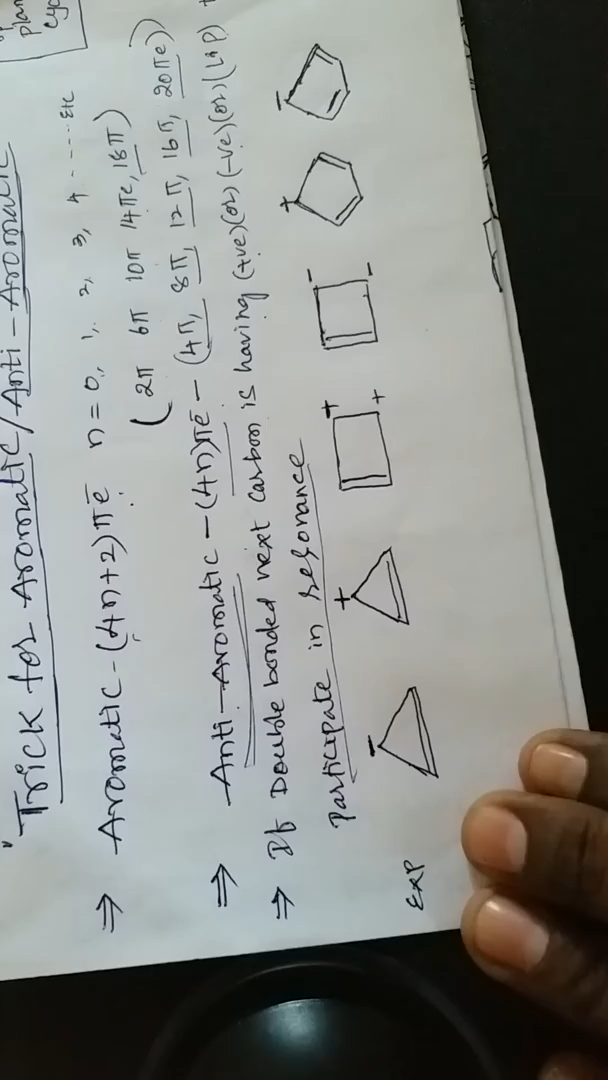 " Trick for Aromatic/Anti-Aromatic
plan
cyc
⇒ Aromatic-(4n+2)πē n = 0, 1, 2, 3, 4 -----etc
(2π 6π 10π 14πe, 18π)
⇒ Anti-Aromatic-(4n)πē - (4π, 8π, 12π, 16π, 20πe)
⇒ If Double bonded next carbon is having (+ve)(or)(-ve)(or)(L.P) +
participate in resonance
EXP - + + + - - + -